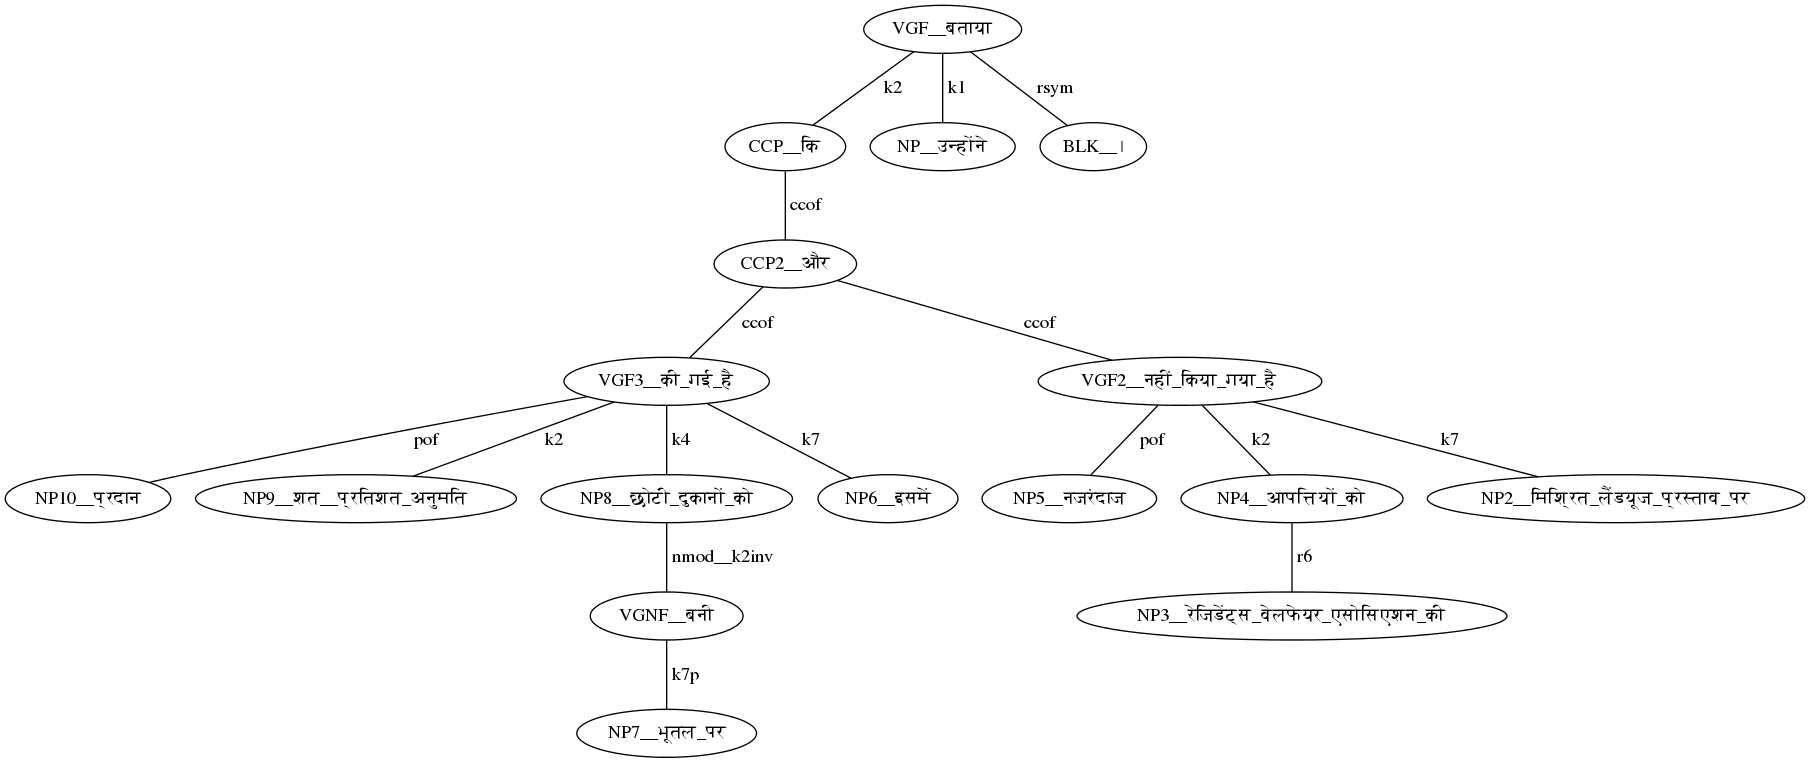 VGF__बताया
k2 k1 rsym
CCP__कि NP__उन्होंने BLK__।
ccof
CCP2__और
ccof ccof
VGF3__की_गई_है VGF2__नहीं_किया_गया_है
pof k2 k4 k7 pof k2 k7
NP10__प्रदान NP9__शत__प्रतिशत_अनुमति NP8__छोटी_दुकानों_को NP6__इसमें NP5__नजरंदाज NP4__आपत्तियों_को NP2__मिश्रित_लैंडयूज_प्रस्ताव_पर
nmod__k2inv r6
VGNF__बनी NP3__रेजिडेंट्स_वेलफेयर_एसोसिएशन_की
k7p
NP7__भूतल_पर